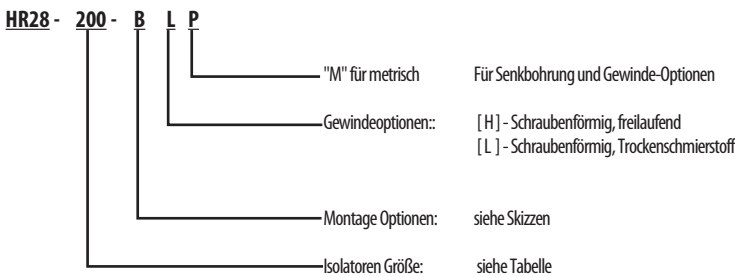 HR28 - 200 - B L P
"M" für metrisch Für Senkbohrung und Gewinde-Optionen
Gewindeoptionen:: [ H ] - Schraubenförmig, freilaufend
[ L ] - Schraubenförmig, Trockenschmierstoff
Montage Optionen: siehe Skizzen
Isolatoren Größe: siehe Tabelle